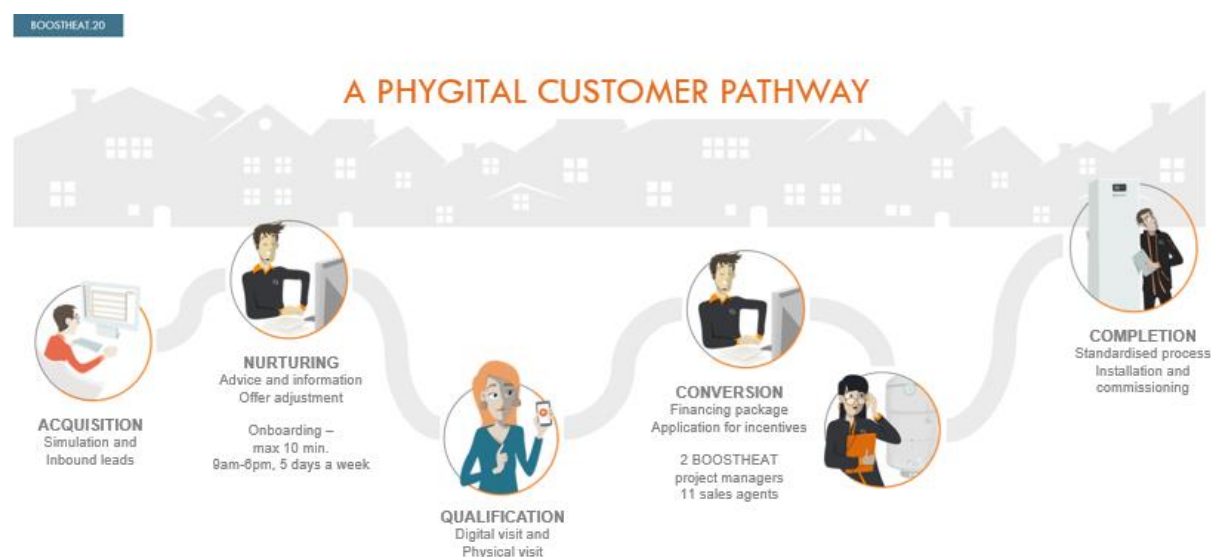 BOOSTHEAT.20
A PHYGITAL CUSTOMER PATHWAY
ACQUISITION
Simulation and
Inbound leads
NURTURING
Advice and information
Offer adjustment
Onboarding –
max 10 min.
9am-6pm, 5 days a week
QUALIFICATION
Digital visit and
Physical visit
CONVERSION
Financing package
Application for incentives
2 BOOSTHEAT
project managers
11 sales agents
COMPLETION
Standardised process
Installation and
commissioning